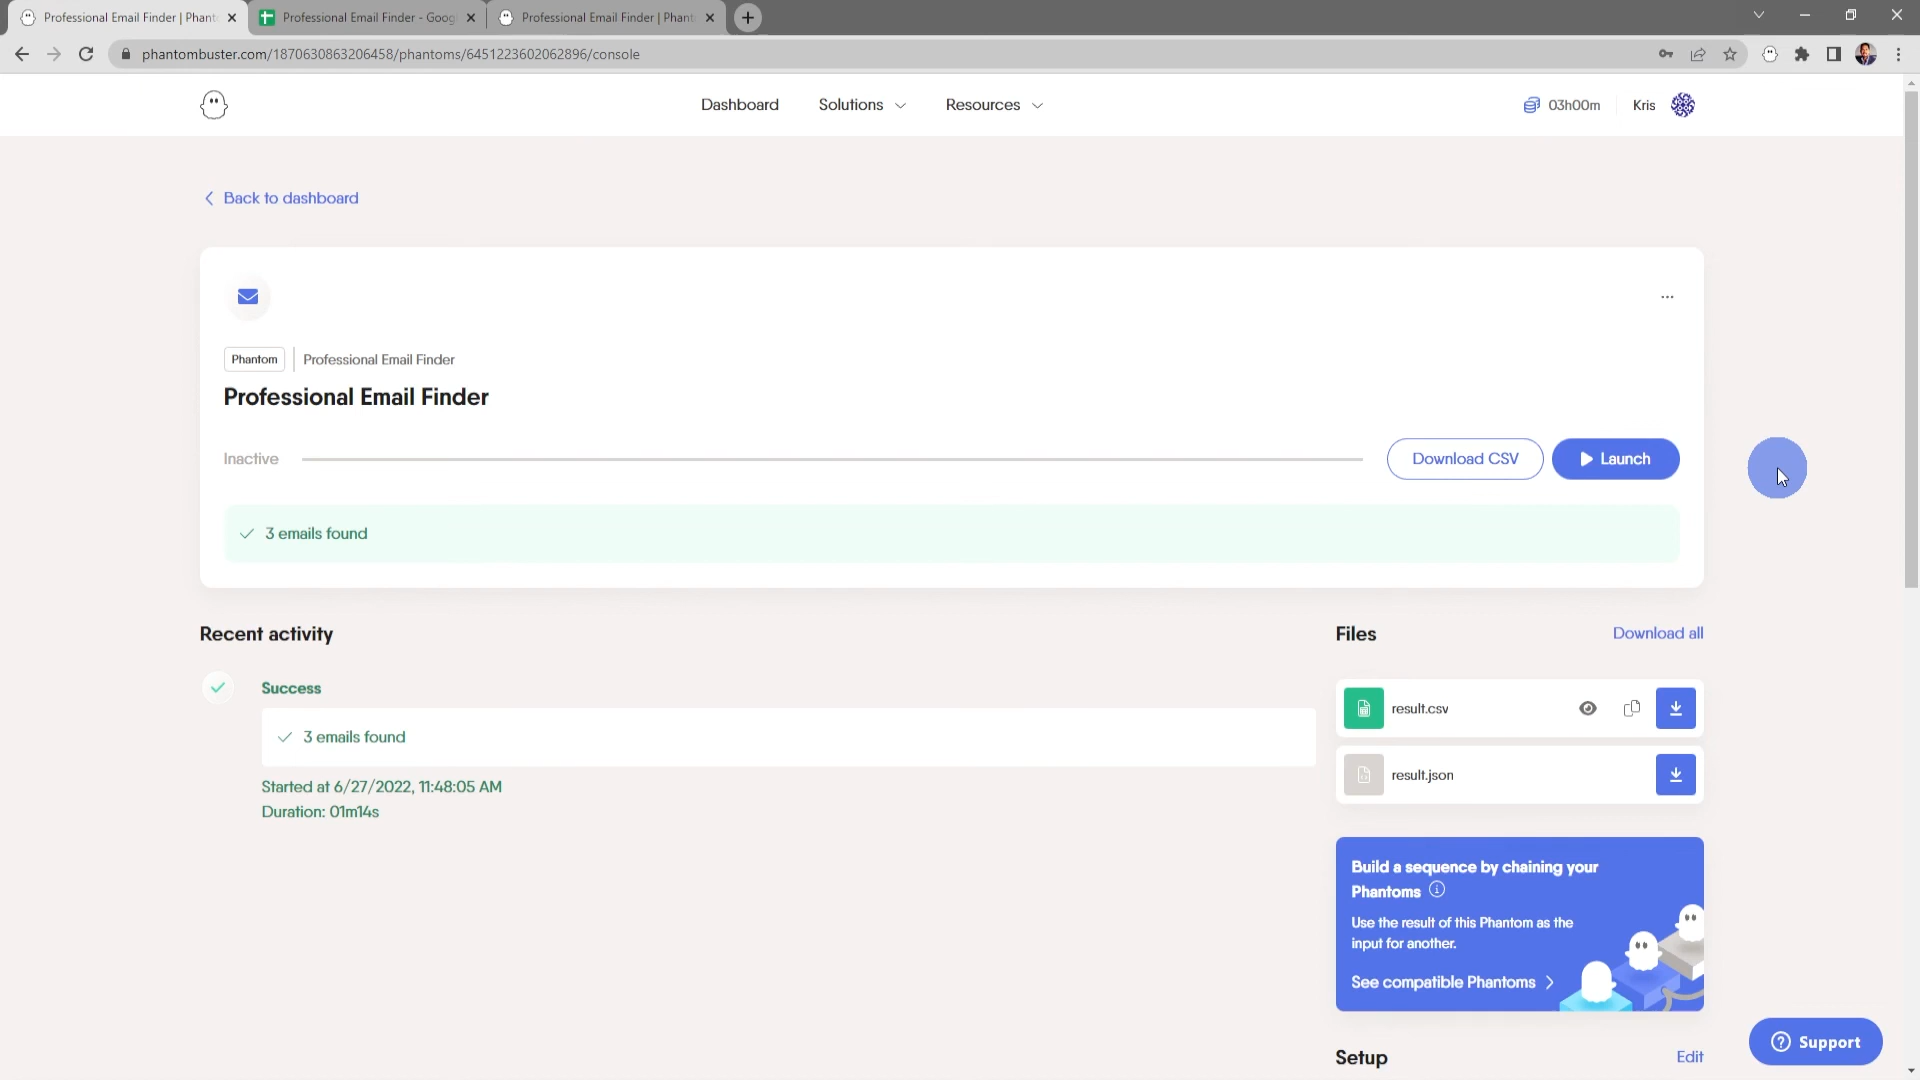 Professional Email Finder | Phant
Professional Email Finder - Goog
Professional Email Finder | Phant
phantombuster.com/1870630863206458/phantoms/6451223602062896/console
Dashboard
Solutions
Resources
03h00m
Kris
Back to dashboard
Phantom
Professional Email Finder
Professional Email Finder
Inactive
Download CSV
Launch
3 emails found
Recent activity
Files
Download all
Success
3 emails found
Started at 6/27/2022, 11:48:05 AM
Duration: 01m14s
result.csv
result.json
Build a sequence by chaining your
Phantoms
Use the result of this Phantom as the
input for another.
See compatible Phantoms
Setup
Edit
Support